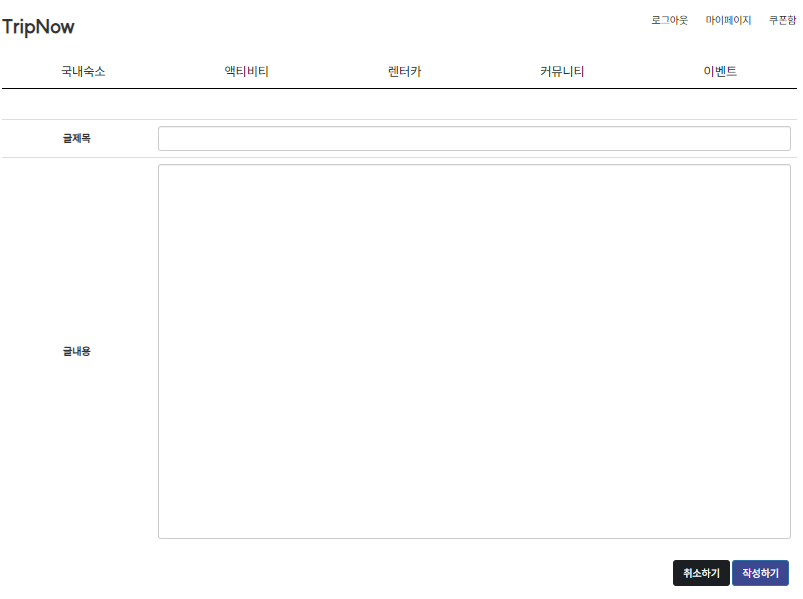 TripNow
로그아웃 마이페이지 쿠폰함
국내숙소 액티비티 렌터카 커뮤니티 이벤트
글제목
글내용
취소하기 작성하기